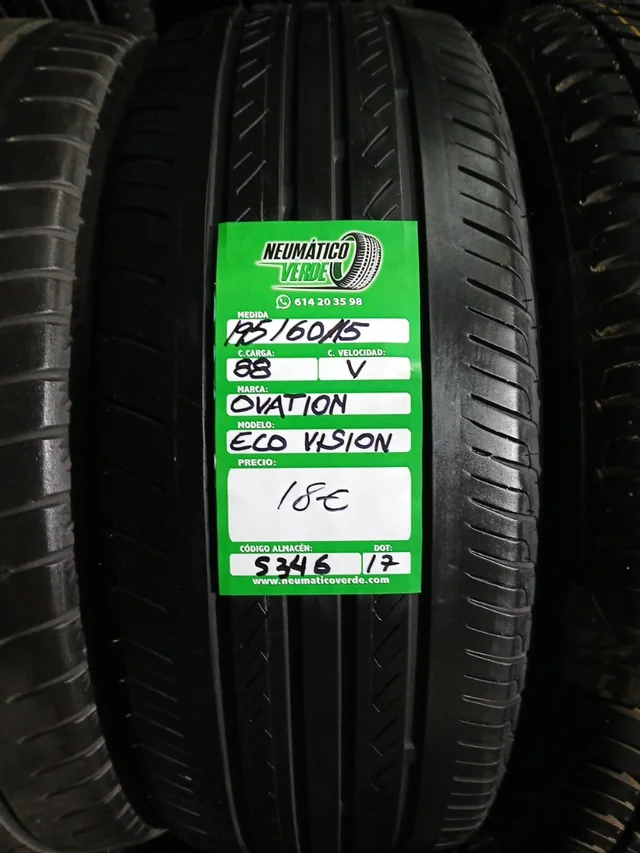 NEUMÁTICO
VERDE
614 20 35 98
MEDIDA
195/60/15
C.CARGA: C. VELOCIDAD:
88 V
MARCA:
OVATION
MODELO:
ECO VISION
PRECIO:
18€
CÓDIGO ALMACÉN: DOT:
S346 17
www.neumaticoverde.com